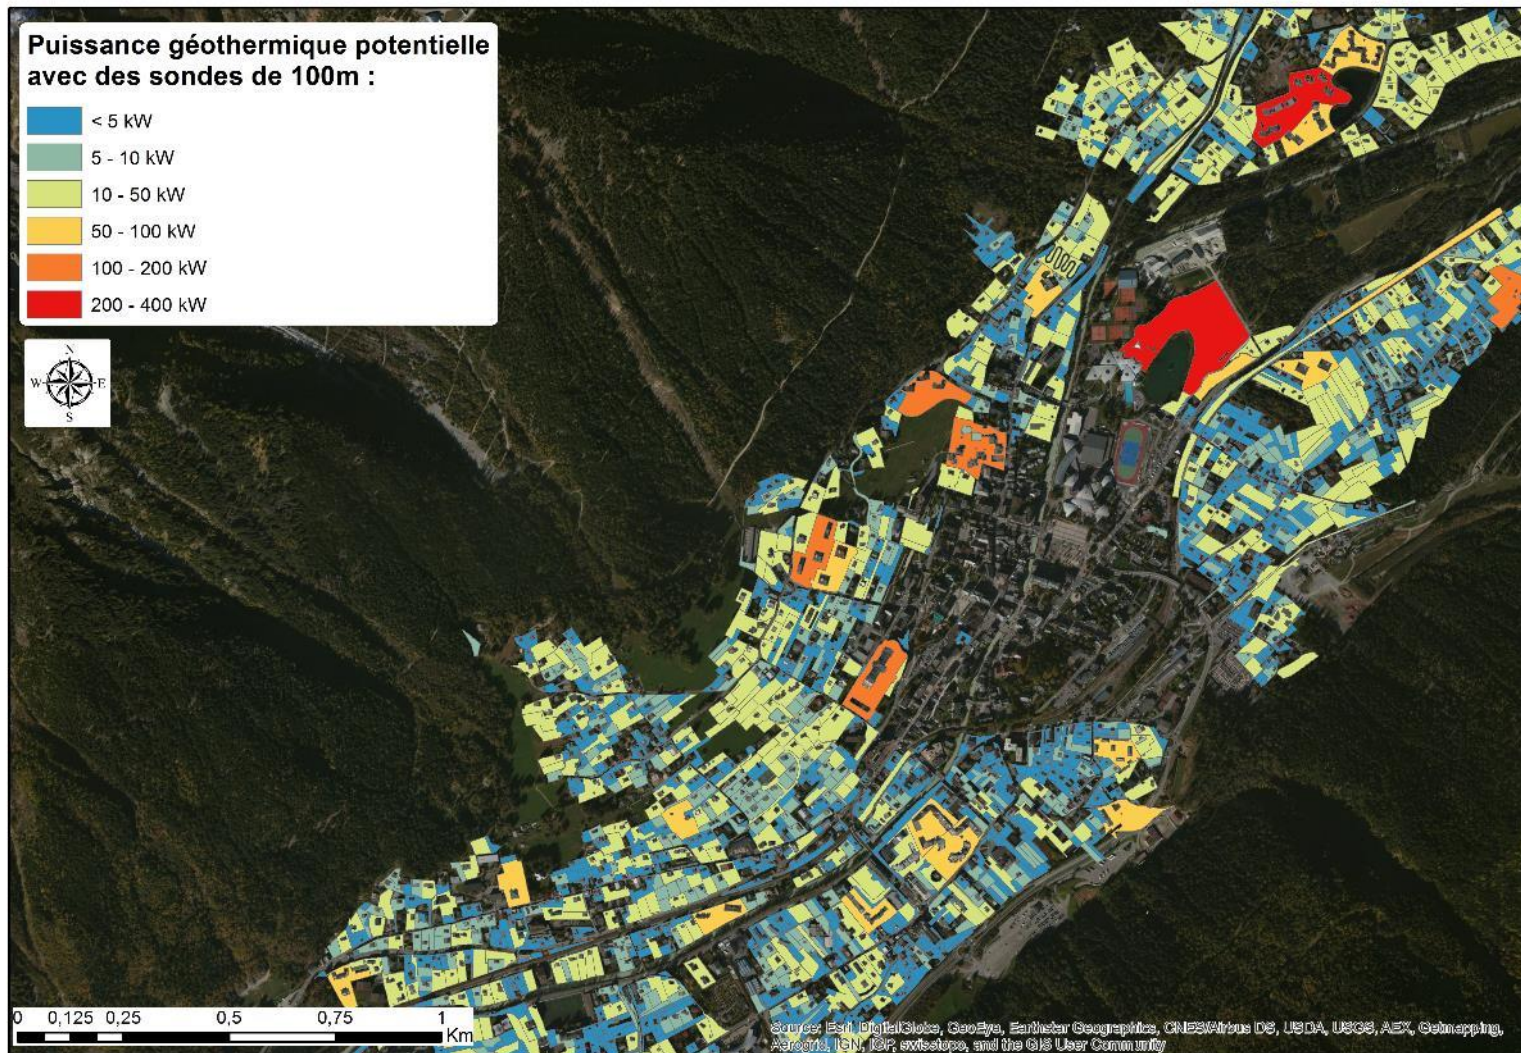 Puissance géothermique potentielle
avec des sondes de 100m :
< 5 kW
5 - 10 kW
10 - 50 kW
50 - 100 kW
100 - 200 kW
200 - 400 kW
N
W E
S
0 0,125 0,25 0,5 0,75 1
Km
Source: Esri, DigitalGlobe, GeoEye, Earthstar Geographics, CNES/Airbus DS, USDA, USGS, AEX, Getmapping,
Aerogrid, IGN, IGP, swisstopo, and the GIS User Community